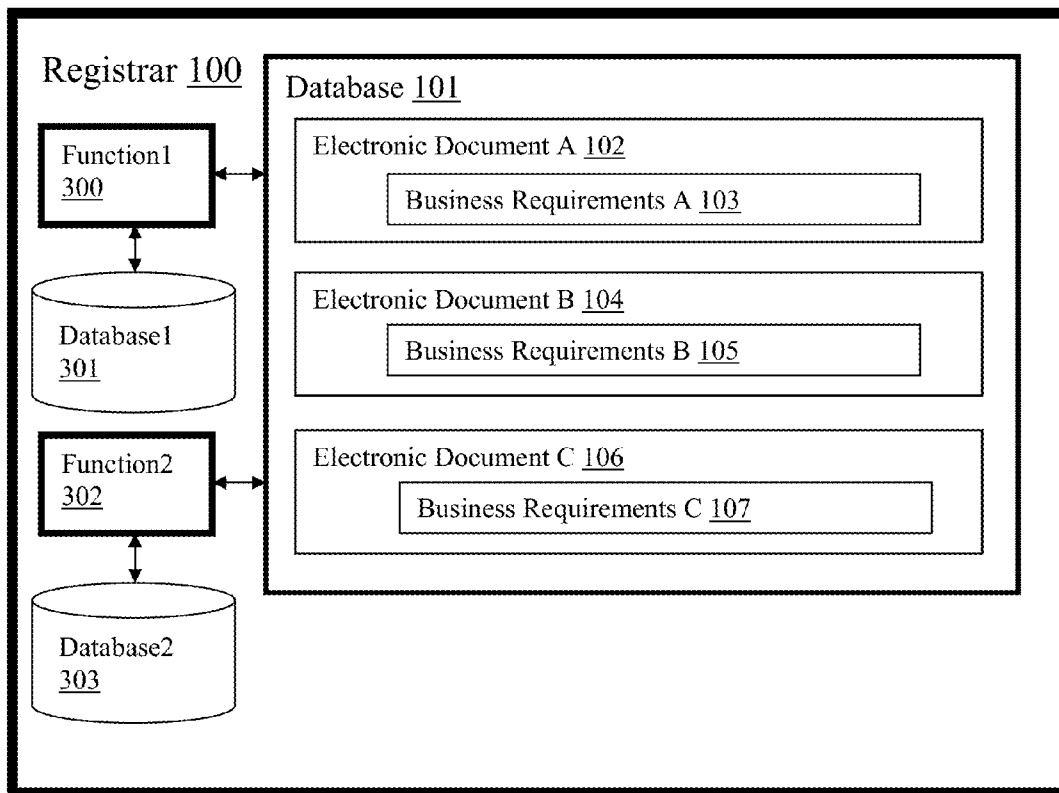 Registrar 100
Function1
300
Database1
301
Function2
302
Database2
303
Database 101
Electronic Document A 102
Business Requirements A 103
Electronic Document B 104
Business Requirements B 105
Electronic Document C 106
Business Requirements C 107